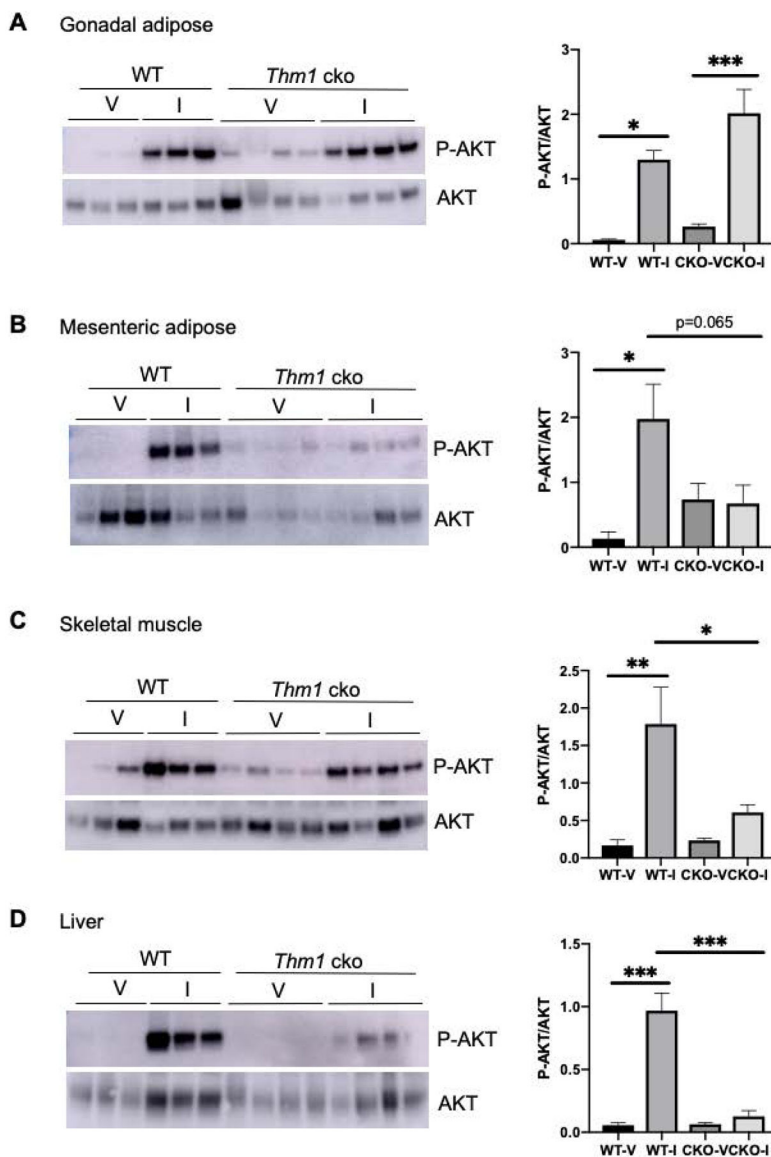 A Gonadal adipose
WT Thm1 cko
V I V I
P-AKT
AKT
P-AKT/AKT
3
2
1
0
* ***
WT-V WT-I CKO-V CKO-I
B Mesenteric adipose
WT Thm1 cko
V I V I
P-AKT
AKT
P-AKT/AKT
p=0.065
3
2
1
0
*
WT-V WT-I CKO-V CKO-I
C Skeletal muscle
WT Thm1 cko
V I V I
P-AKT
AKT
P-AKT/AKT
2.5
2.0
1.5
1.0
0.5
0.0
** *
WT-V WT-I CKO-V CKO-I
D Liver
WT Thm1 cko
V I V I
P-AKT
AKT
P-AKT/AKT
1.5
1.0
0.5
0.0
*** ***
WT-V WT-I CKO-V CKO-I